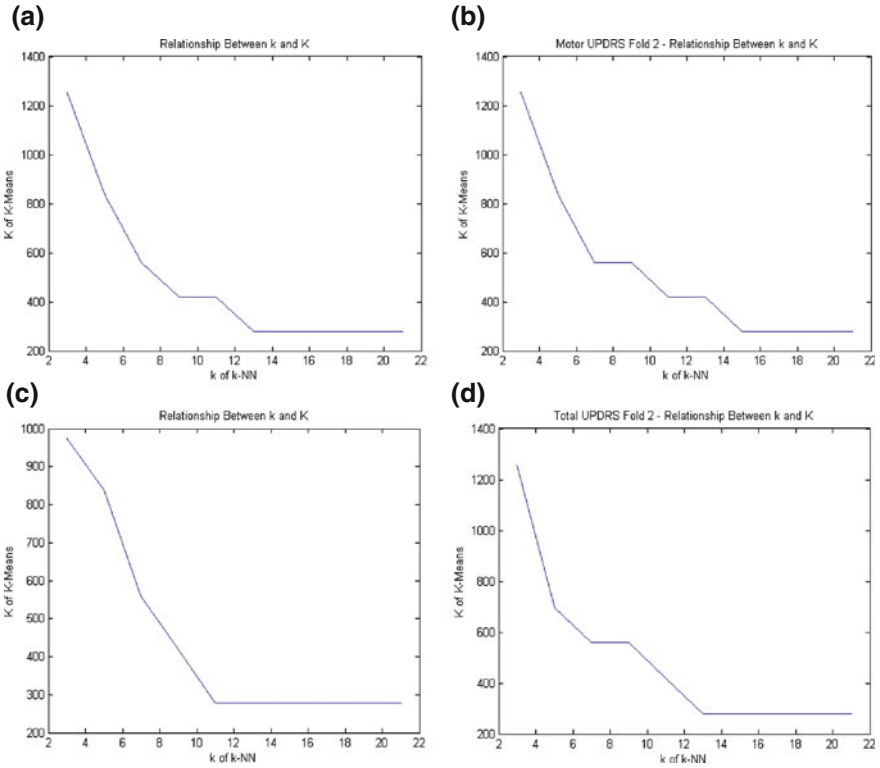 (a)
Relationship Between k and K
1400
1200
1000
800
600
400
200
2 4 6 8 10 12 14 16 18 20 22
K of K-Means
k of k-NN
(b)
Motor UPDRS Fold 2 - Relationship Between k and K
1400
1200
1000
800
600
400
200
2 4 6 8 10 12 14 16 18 20 22
K of K-Means
k of k-NN
(c)
Relationship Between k and K
1000
900
800
700
600
500
400
300
200
2 4 6 8 10 12 14 16 18 20 22
K of K-Means
k of k-NN
(d)
Total UPDRS Fold 2 - Relationship Between k and K
1400
1200
1000
800
600
400
200
2 4 6 8 10 12 14 16 18 20 22
K of K-Means
k of k-NN